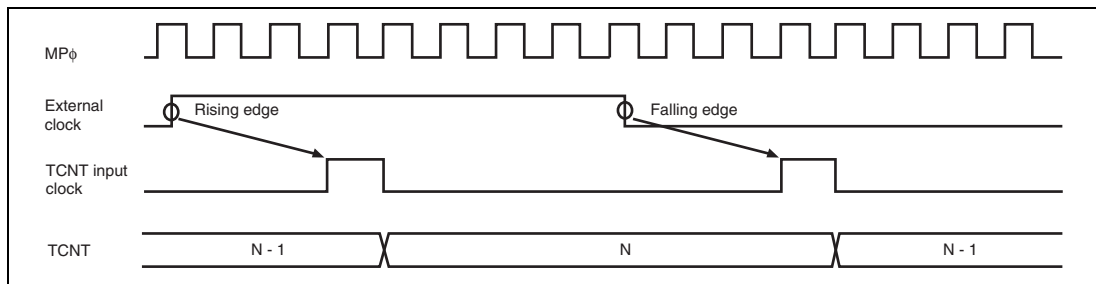 MPϕ
External
clock
Rising edge
Falling edge
TCNT input
clock
TCNT
N - 1
N
N - 1